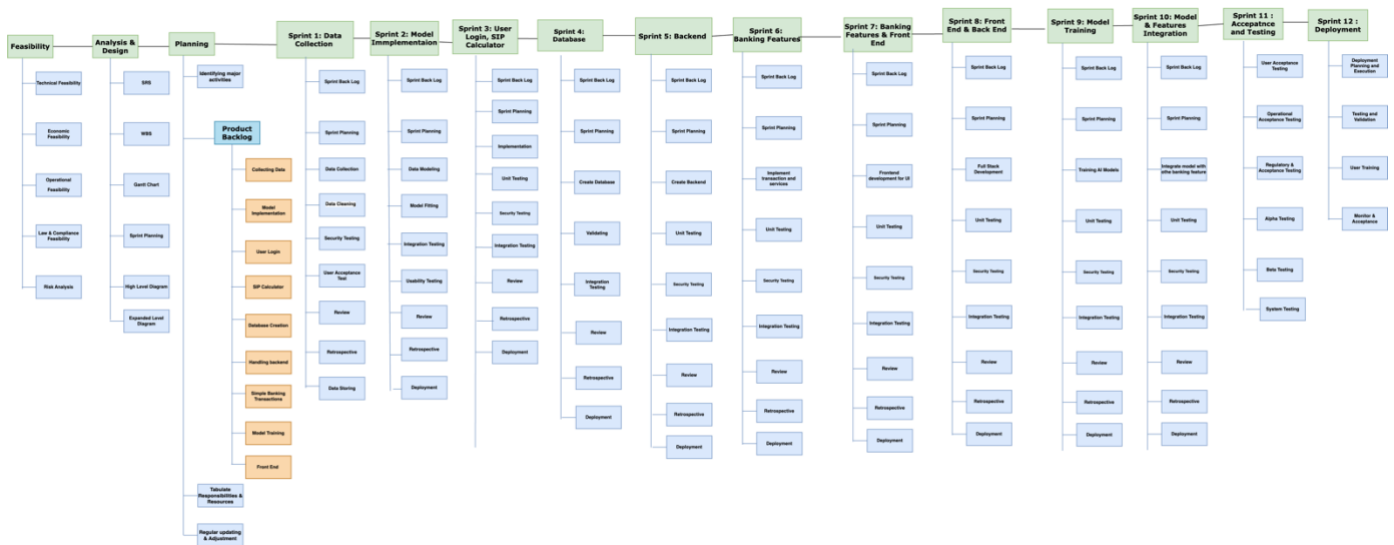 Feasibility
Technical Feasibility
Economic
Feasibility
Operational
Feasibility
Law & Compliance
Feasibility
Risk Analysis
Analysis &
Design
SRS
WBS
Gantt Chart
Sprint Planning
High Level Diagram
Expanded Level
Diagram
Planning
Identifying major
activities
Product
Backlog
Collecting Data
Model
Implementation
User Login
SIP Calculator
Database Creation
Handling backend
Simple Banking
Transactions
Model Training
Front End
Tabulate
Responsibilities &
Resources
Regular updating
& Adjustment
Sprint 1: Data
Collection
Sprint Back Log
Sprint Planning
Data Collection
Data Cleaning
Security Testing
User Acceptance
Test
Review
Retrospective
Data Storing
Sprint 2: Model
Immplementaion
Sprint Back Log
Sprint Planning
Data Modeling
Model Fitting
Integration Testing
Usability Testing
Review
Retrospective
Deployment
Sprint 3: User
Login, SIP
Calculator
Sprint Back Log
Sprint Planning
Implementation
Unit Testing
Security Testing
Integration Testing
Review
Retrospective
Deployment
Sprint 4:
Database
Sprint Back Log
Sprint Planning
Create Database
Validating
Integration
Testing
Review
Retrospective
Deployment
Sprint 5: Backend
Sprint Back Log
Sprint Planning
Create Backend
Unit Testing
Security Testing
Integration Testing
Review
Retrospective
Deployment
Sprint 6:
Banking Features
Sprint Back Log
Sprint Planning
Implement
transaction and
services
Unit Testing
Security Testing
Integration Testing
Review
Retrospective
Deployment
Sprint 7: Banking
Features & Front
End
Sprint Back Log
Sprint Planning
Frontend
development for UI
Unit Testing
Security Testing
Integration Testing
Review
Retrospective
Deployment
Sprint 8: Front
End & Back End
Sprint Back Log
Sprint Planning
Full Stack
Development
Unit Testing
Security Testing
Integration Testing
Review
Retrospective
Deployment
Sprint 9: Model
Training
Sprint Back Log
Sprint Planning
Training AI Models
Unit Testing
Security Testing
Integration Testing
Review
Retrospective
Deployment
Sprint 10: Model
& Features
Integration
Sprint Back Log
Sprint Planning
Integrate model with
othe banking feature
Unit Testing
Security Testing
Integration Testing
Review
Retrospective
Deployment
Sprint 11 :
Accepatnce
and Testing
User Acceptance
Testing
Operational
Acceptance Testing
Regulatory &
Acceptance Testing
Alpha Testing
Beta Testing
System Testing
Sprint 12 :
Deployment
Deployment
Planning and
Execution
Testing and
Validation
User Training
Monitor &
Acceptance